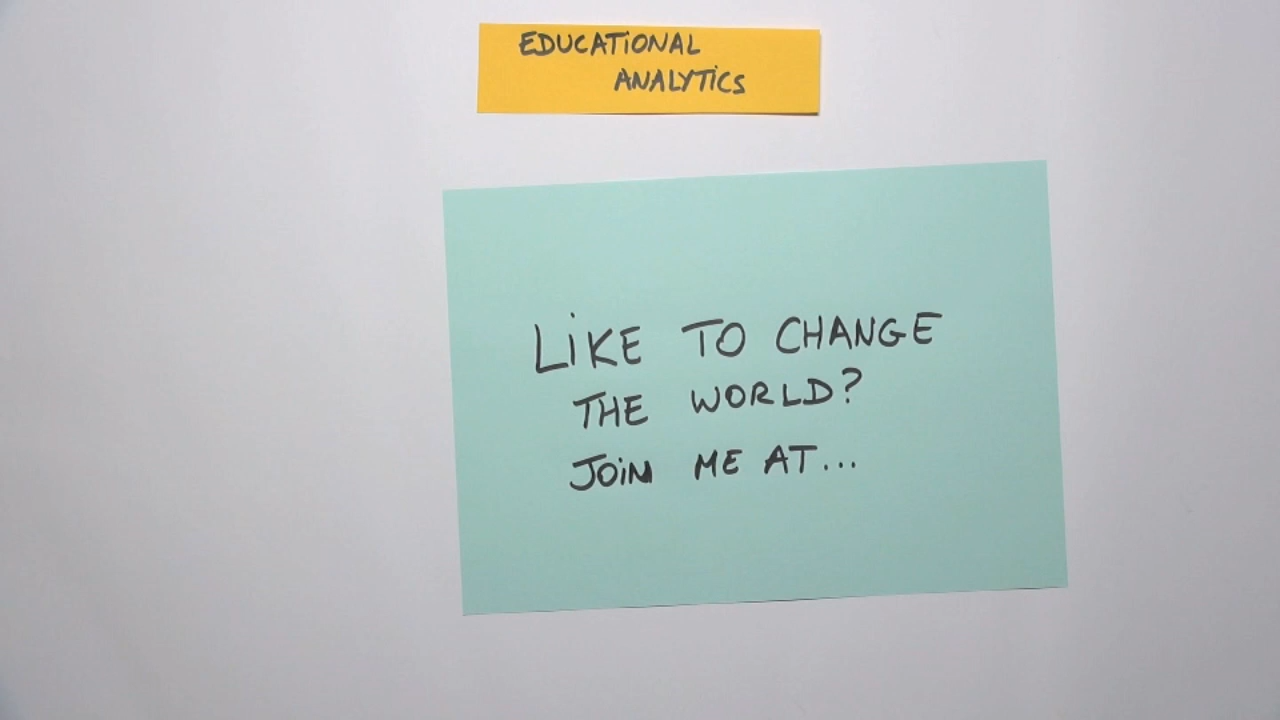 EDUCATiONAL
ANALYTiCS
LiKE TO CHANGE
THE WORLD?
JOiN ME AT...